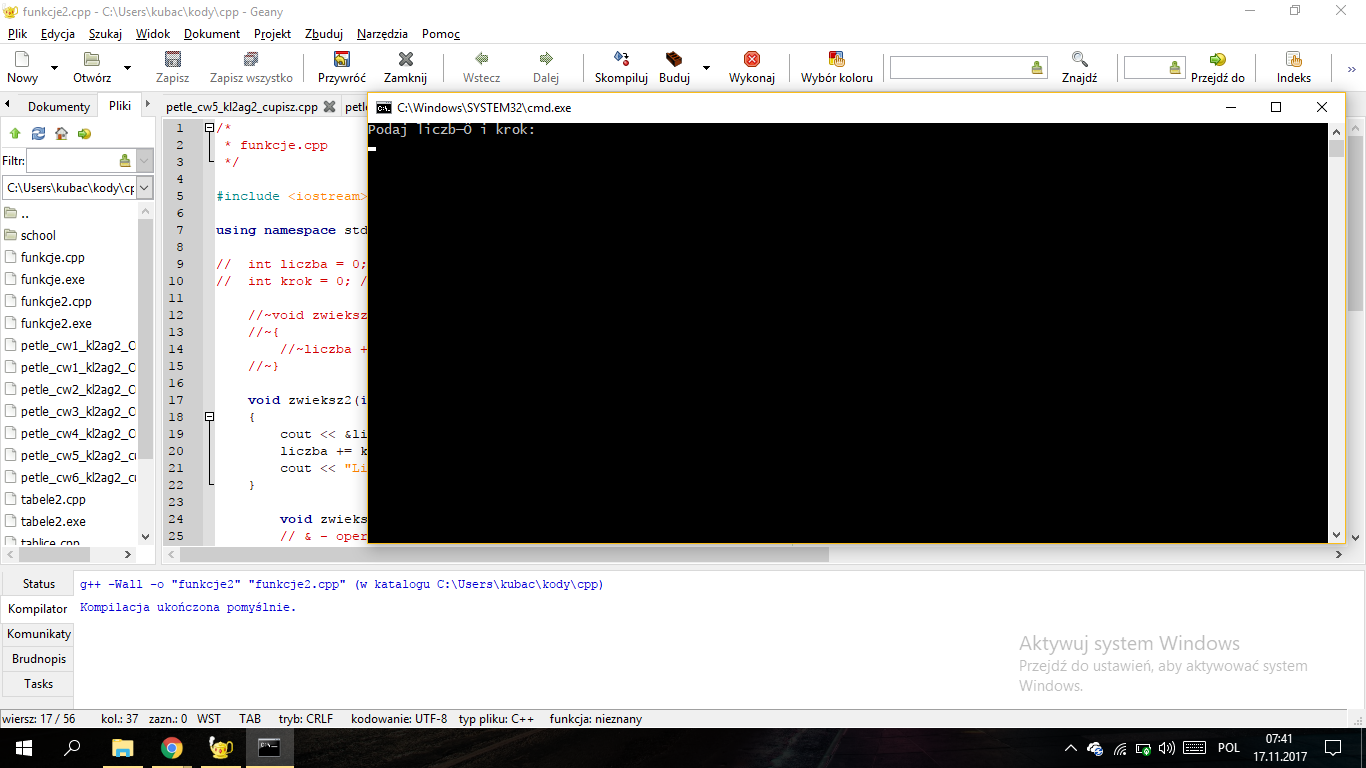 funkcje2.cpp - C:\Users\kubac\kody\cpp - Geany
Plik Edycja Szukaj Widok Dokument Projekt Zbuduj Narzędzia Pomoc
Nowy Otwórz Zapisz Zapisz wszystko Przywróć Zamknij Wstecz Dalej Skompiluj Buduj Wykonaj Wybór koloru Znajdź Przejdź do Indeks
Dokumenty Pliki
Filtr:
C:\Users\kubac\kody\cp
..
school
funkcje.cpp
funkcje.exe
funkcje2.cpp
funkcje2.exe
petle_cw1_kl2ag2_C
petle_cw1_kl2ag2_C
petle_cw2_kl2ag2_C
petle_cw3_kl2ag2_C
petle_cw4_kl2ag2_C
petle_cw5_kl2ag2_cu
petle_cw6_kl2ag2_cu
tabele2.cpp
tabele2.exe
tablice.cpp
petle_cw5_kl2ag2_cupisz.cpp petl
1 /*
2 * funkcje.cpp
3 */
4
5 #include <iostream>
6
7 using namespace std
8
9 // int liczba = 0;
10 // int krok = 0; /
11
12 //~void zwieksz
13 //~{
14 //~liczba +
15 //~}
16
17 void zwieksz2(i
18 {
19 cout << &li
20 liczba += k
21 cout << "Li
22 }
23
24 void zwieks
25 // & - oper
C:\Windows\SYSTEM32\cmd.exe
Podaj liczb─Ö i krok:
Status
Kompilator
Komunikaty
Brudnopis
Tasks
g++ -Wall -o "funkcje2" "funkcje2.cpp" (w katalogu C:\Users\kubac\kody\cpp)
Kompilacja ukończona pomyślnie.
Aktywuj system Windows
Przejdź do ustawień, aby aktywować system
Windows.
wiersz: 17 / 56 kol.: 37 zazn.: 0 WST TAB tryb: CRLF kodowanie: UTF-8 typ pliku: C++ funkcja: nieznany
POL
07:41
17.11.2017